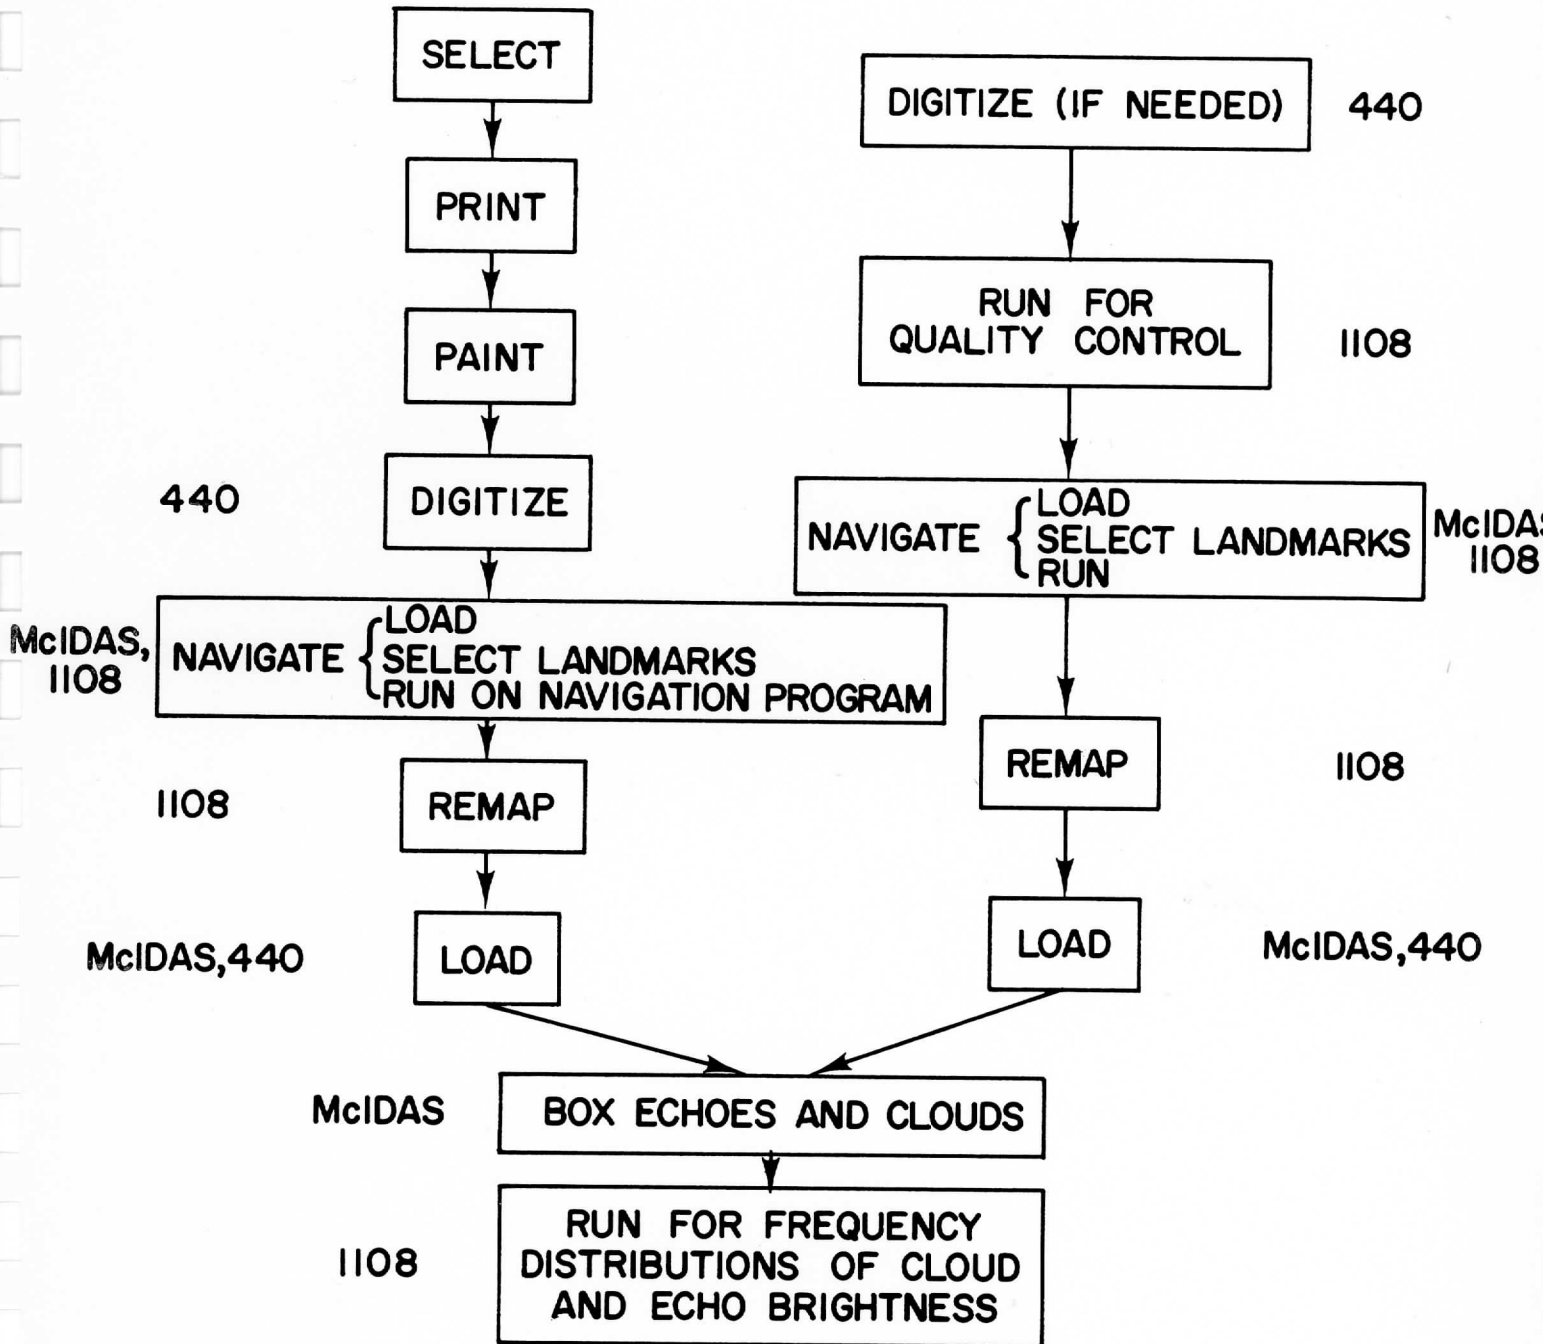 SELECT
PRINT
PAINT
440
DIGITIZE
McIDAS,
1108
NAVIGATE
LOAD
SELECT LANDMARKS
RUN ON NAVIGATION PROGRAM
1108
REMAP
McIDAS,440
LOAD
DIGITIZE (IF NEEDED)
440
RUN FOR
QUALITY CONTROL
1108
NAVIGATE
LOAD
SELECT LANDMARKS
RUN
McIDAS
1108
REMAP
1108
LOAD
McIDAS,440
McIDAS
BOX ECHOES AND CLOUDS
1108
RUN FOR FREQUENCY
DISTRIBUTIONS OF CLOUD
AND ECHO BRIGHTNESS